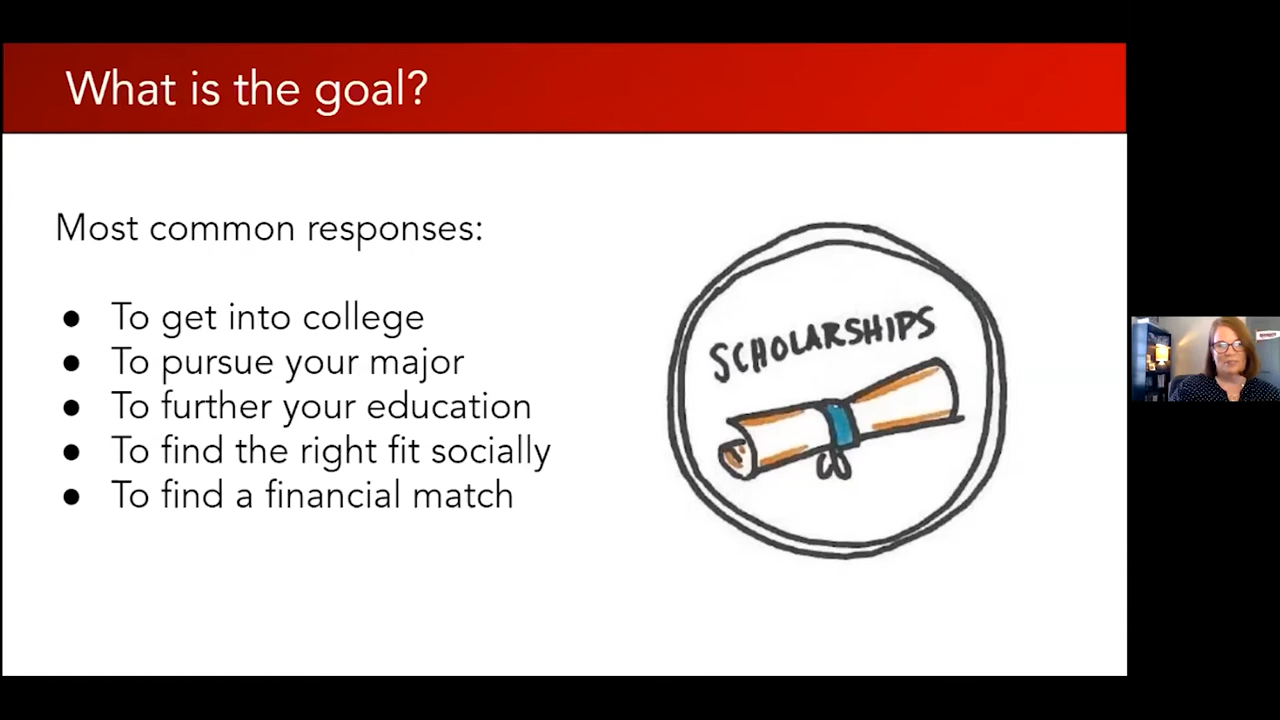 What is the goal?
Most common responses:
● To get into college
● To pursue your major
● To further your education
● To find the right fit socially
● To find a financial match
SCHOLARSHIPS